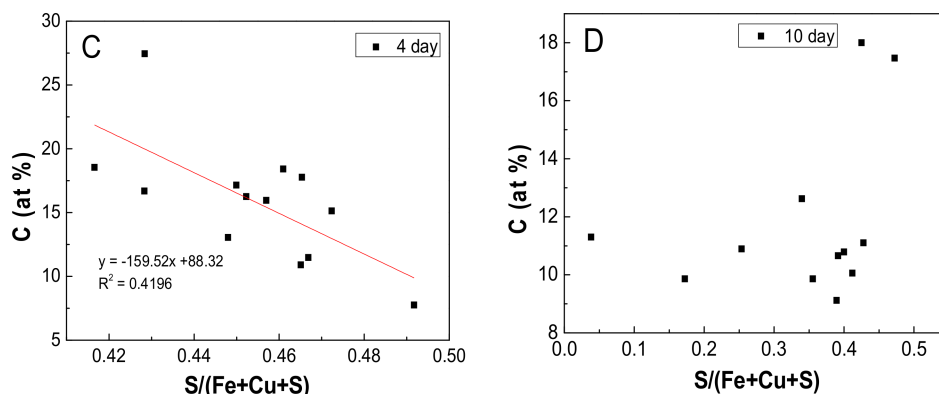 C
4 day
30
25
20
15
10
5
C (at %)
y = -159.52x +88.32
R² = 0.4196
0.42 0.44 0.46 0.48 0.50
S/(Fe+Cu+S)
D
10 day
18
16
14
12
10
8
C (at %)
0.0 0.1 0.2 0.3 0.4 0.5
S/(Fe+Cu+S)